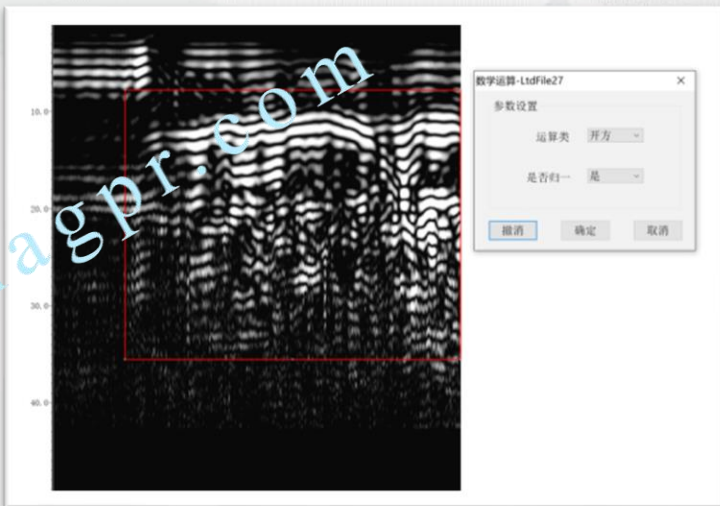 数学运算-LtdFile27
参数设置
运算类 开方
是否归一 是
撤消 确定 取消
10.0
20.0
30.0
40.0
agpr.com